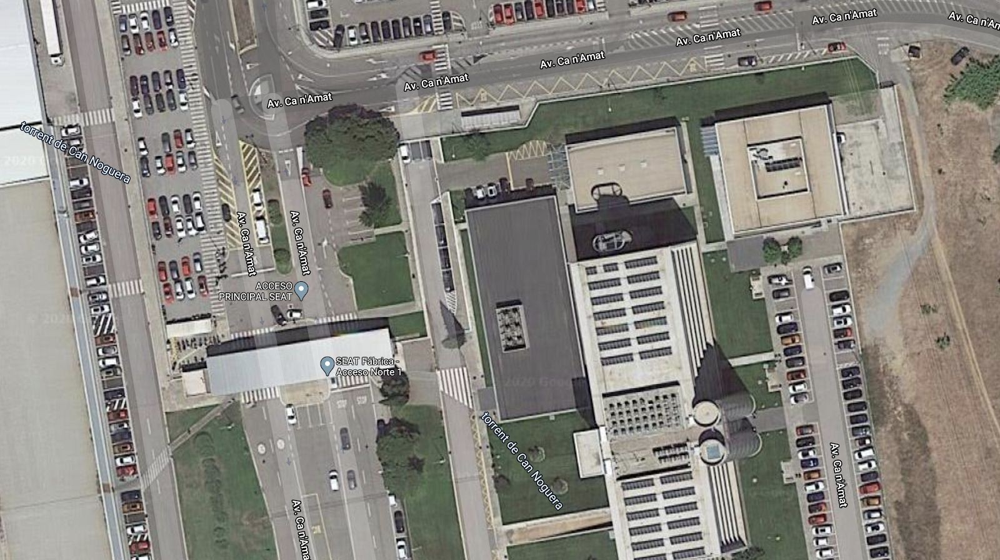 Av. Ca n'Amat
Av. Ca n'Am
Av. Ca n'Amat
Av. Ca n'Amat
Av. Ca n'Amat
Av. Ca n'Amat
torrent de Can Noguera
Av. Ca n'Amat
Av. Ca n'Amat
ACCESO
PRINCIPAL SEAT
SEAT Fábrica -
Acceso Norte 1
torrent de Can Noguera
Av. Ca n'Amat
Av. Ca n'Ama